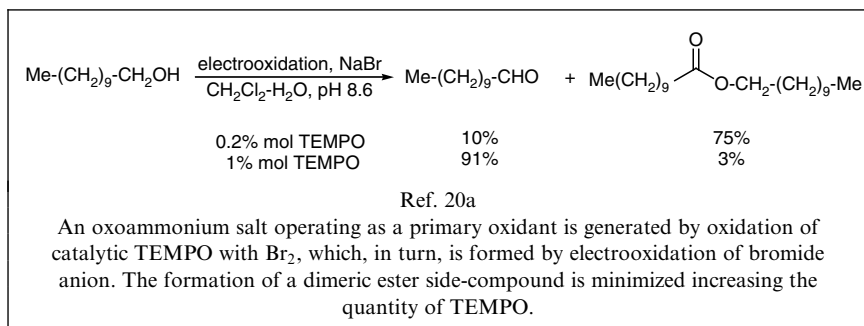 Me-(CH2)9-CH2OH electrooxidation, NaBr Me-(CH2)9-CHO + Me(CH2)9 O O-CH2-(CH2)9-Me
CH2Cl2-H2O, pH 8.6
0.2% mol TEMPO 10% 75%
1% mol TEMPO 91% 3%
Ref. 20a
An oxoammonium salt operating as a primary oxidant is generated by oxidation of
catalytic TEMPO with Br2, which, in turn, is formed by electrooxidation of bromide
anion. The formation of a dimeric ester side-compound is minimized increasing the
quantity of TEMPO.